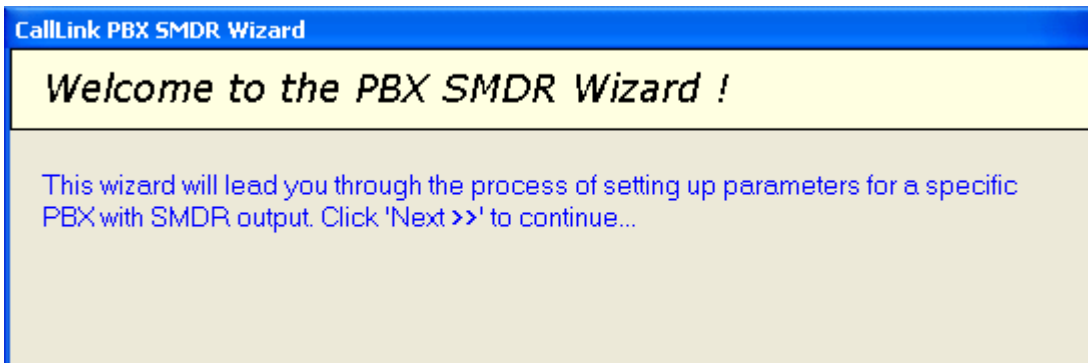 CallLink PBX SMDR Wizard
Welcome to the PBX SMDR Wizard !
This wizard will lead you through the process of setting up parameters for a specific
PBX with SMDR output. Click 'Next >>' to continue...